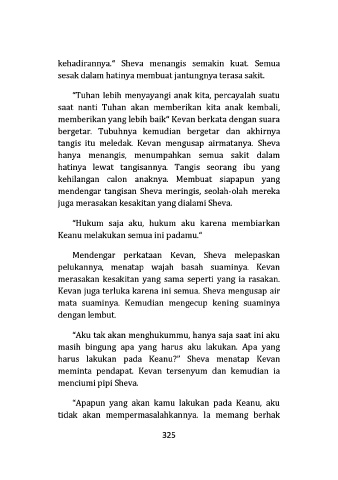 kehadirannya.” Sheva menangis semakin kuat. Semua
sesak dalam hatinya membuat jantungnya terasa sakit.
“Tuhan lebih menyayangi anak kita, percayalah suatu
saat nanti Tuhan akan memberikan kita anak kembali,
memberikan yang lebih baik” Kevan berkata dengan suara
bergetar. Tubuhnya kemudian bergetar dan akhirnya
tangis itu meledak. Kevan mengusap airmatanya. Sheva
hanya menangis, menumpahkan semua sakit dalam
hatinya lewat tangisannya. Tangis seorang ibu yang
kehilangan calon anaknya. Membuat siapapun yang
mendengar tangisan Sheva meringis, seolah-olah mereka
juga merasakan kesakitan yang dialami Sheva.
“Hukum saja aku, hukum aku karena membiarkan
Keanu melakukan semua ini padamu.”
Mendengar perkataan Kevan, Sheva melepaskan
pelukannya, menatap wajah basah suaminya. Kevan
merasakan kesakitan yang sama seperti yang ia rasakan.
Kevan juga terluka karena ini semua. Sheva mengusap air
mata suaminya. Kemudian mengecup kening suaminya
dengan lembut.
“Aku tak akan menghukummu, hanya saja saat ini aku
masih bingung apa yang harus aku lakukan. Apa yang
harus lakukan pada Keanu?” Sheva menatap Kevan
meminta pendapat. Kevan tersenyum dan kemudian ia
menciumi pipi Sheva.
“Apapun yang akan kamu lakukan pada Keanu, aku
tidak akan mempermasalahkannya. Ia memang berhak
325